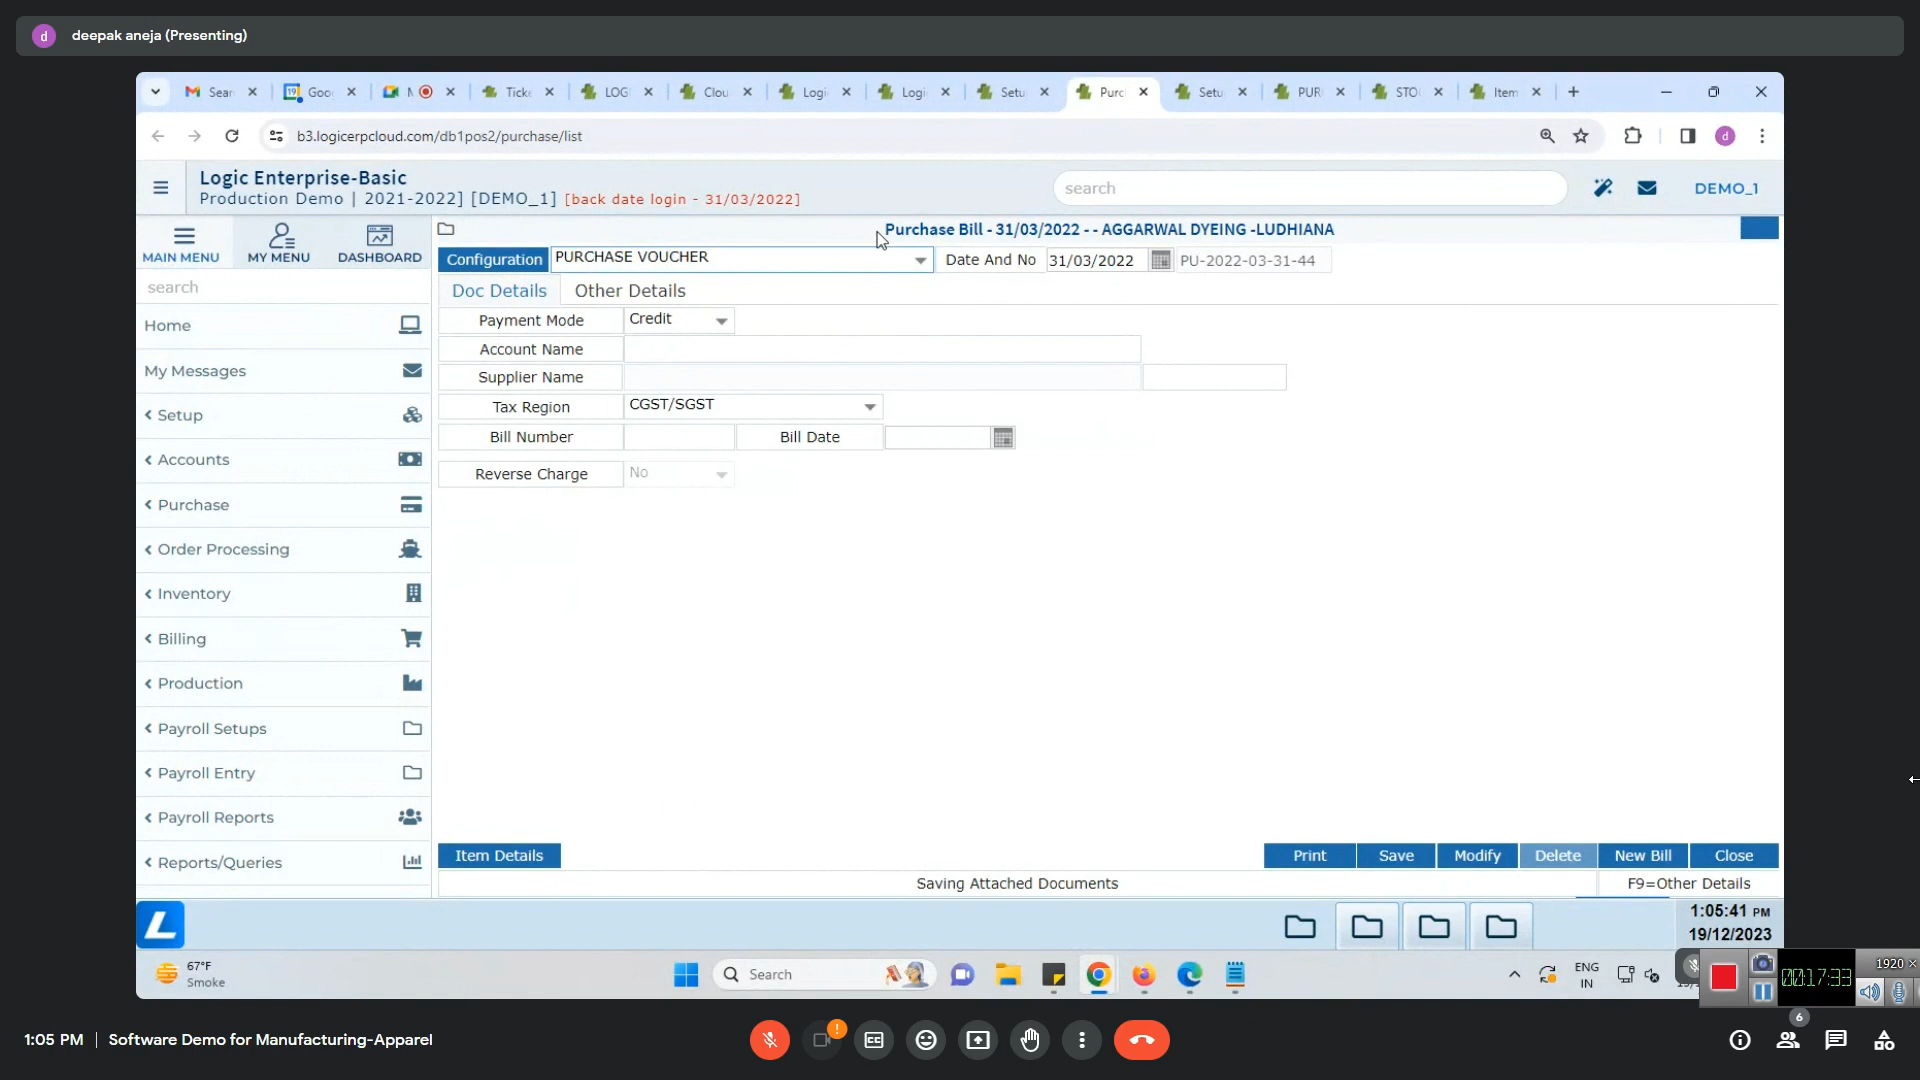 d deepak aneja (Presenting)
Sear
Goo
Ticke
LOG
Clou
Logi
Logi
Setu
Purc
Setu
PUR
STO
Item
b3.logicerpcloud.com/db1pos2/purchase/list
d
Logic Enterprise-Basic
Production Demo | 2021-2022] [DEMO_1] [back date login - 31/03/2022]
search
DEMO_1
MAIN MENU
MY MENU
DASHBOARD
search
Home
My Messages
Setup
Accounts
Purchase
Order Processing
Inventory
Billing
Production
Payroll Setups
Payroll Entry
Payroll Reports
Reports/Queries
Purchase Bill - 31/03/2022 - - AGGARWAL DYEING -LUDHIANA
Configuration PURCHASE VOUCHER Date And No 31/03/2022 PU-2022-03-31-44
Doc Details Other Details
Payment Mode Credit
Account Name
Supplier Name
Tax Region CGST/SGST
Bill Number Bill Date
Reverse Charge No
Item Details Print Save Modify Delete New Bill Close
Saving Attached Documents F9=Other Details
1:05:41 PM
19/12/2023
67°F
Smoke
Search
ENG
IN
00:17:33
1920 ×
6
1:05 PM | Software Demo for Manufacturing-Apparel